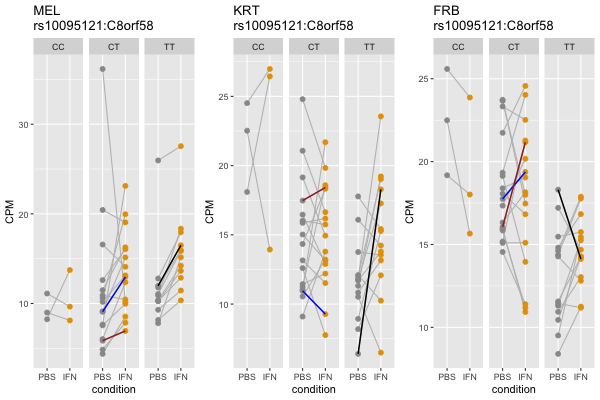 MEL
rs10095121:C8orf58
CC
CT
TT
CPM
30
20
10
PBS
IFN
PBS
IFN
PBS
IFN
condition
KRT
rs10095121:C8orf58
CC
CT
TT
CPM
25
20
15
10
PBS
IFN
PBS
IFN
PBS
IFN
condition
FRB
rs10095121:C8orf58
CC
CT
TT
CPM
25
20
15
10
PBS
IFN
PBS
IFN
PBS
IFN
condition